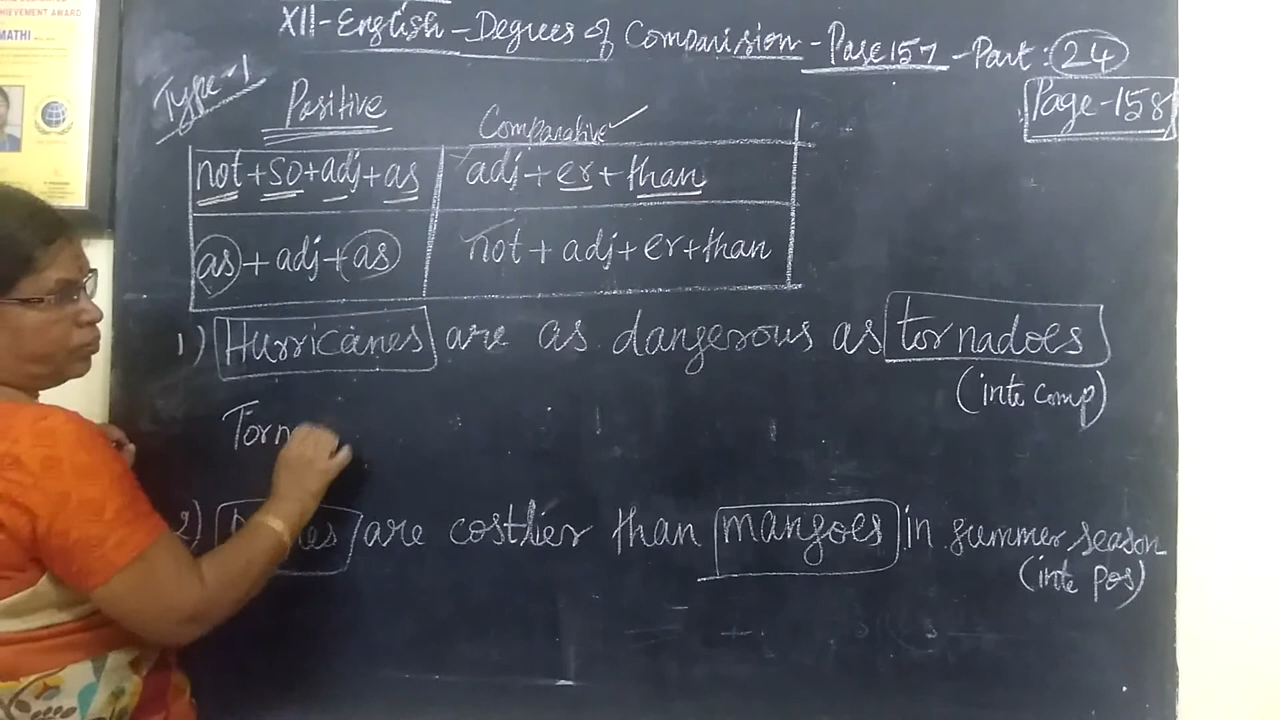 HIEVEMENT AWARD
MATHI
XII-English-Degrees of Comparision-Page 157-Part: 24
Page-158
Type-1
Positive
Comparative
not+so+adj+as
adj+er+than
as+adj+as
not+adj+er+than
1) Hurricanes are as dangerous as tornadoes
(inte comp)
Torn
2) are costlier than mangoes in summer season
(inte Pos)